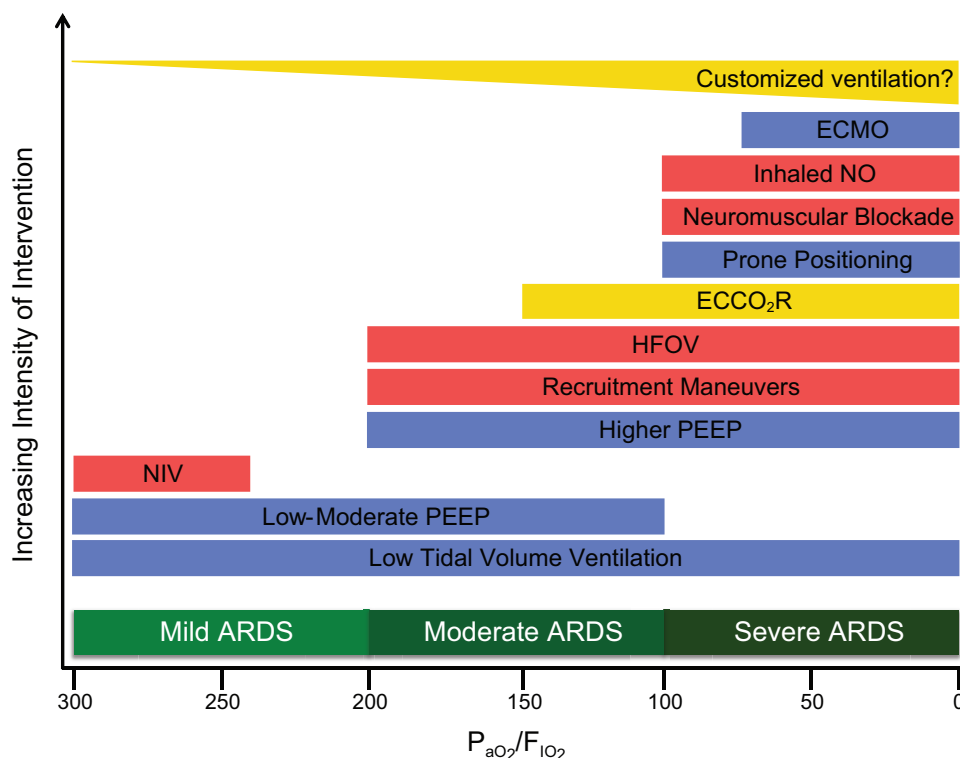 Increasing Intensity of Intervention
Customized ventilation?
ECMO
Inhaled NO
Neuromuscular Blockade
Prone Positioning
ECCO₂R
HFOV
Recruitment Maneuvers
Higher PEEP
NIV
Low-Moderate PEEP
Low Tidal Volume Ventilation
Mild ARDS Moderate ARDS Severe ARDS
300 250 200 150 100 50 0
PaO₂/FIO₂